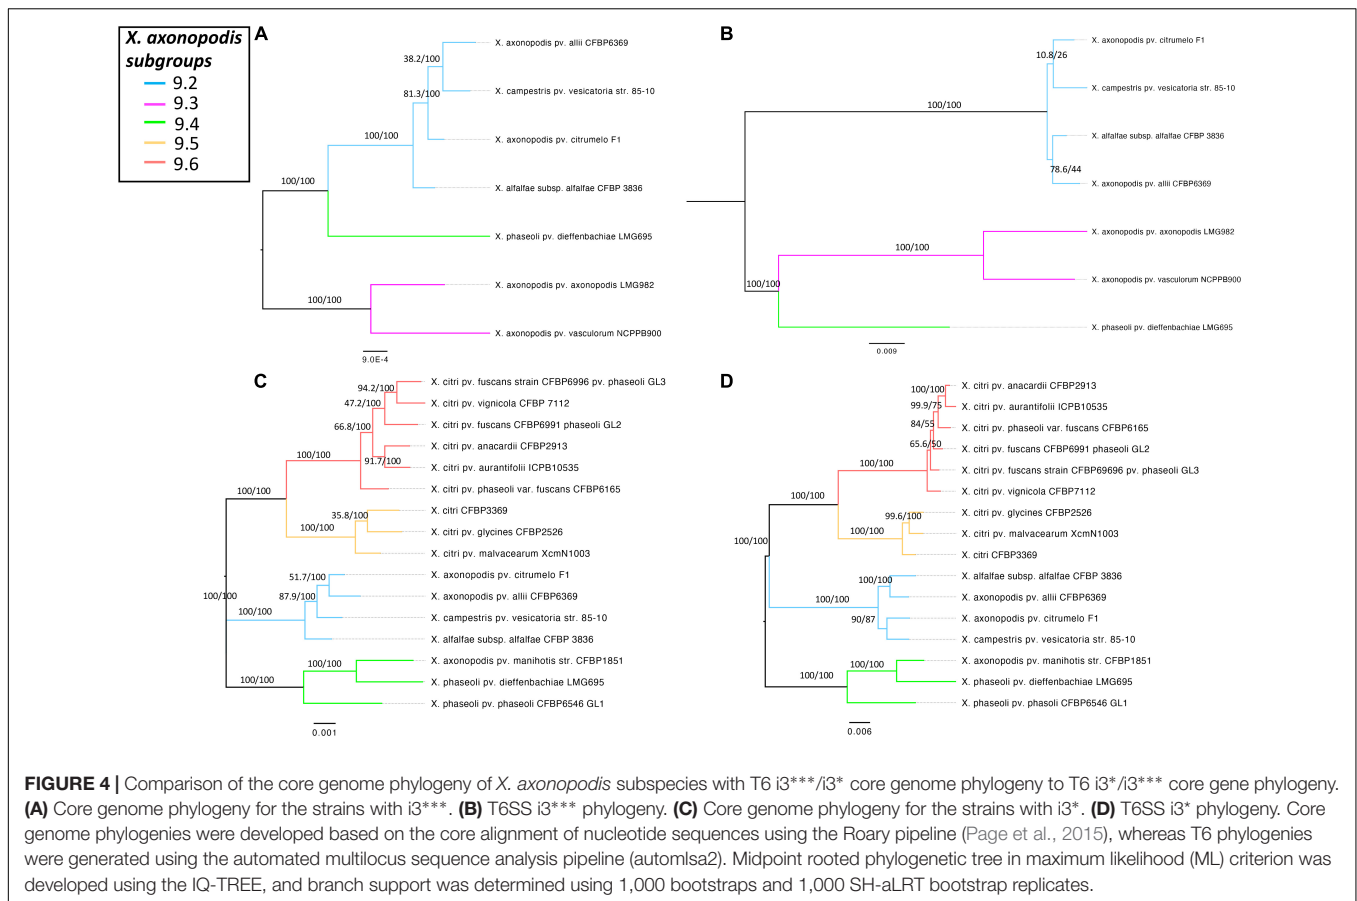 X. axonopodis
subgroups
9.2
9.3
9.4
9.5
9.6
A
X. axonopodis pv. allii CFBP6369
38.2/100
X. campestris pv. vesicatoria str. 85-10
81.3/100
100/100
X. axonopodis pv. citrumelo F1
100/100
X. alfalfae subsp. alfalfae CFBP 3836
X. phaseoli pv. dieffenbachiae LMG695
X. axonopodis pv. axonopodis LMG982
100/100
X. axonopodis pv. vasculorum NCPPB900
9.0E-4
B
X. axonopodis pv. citrumelo F1
10.8/26
X. campestris pv. vesicatoria str. 85-10
100/100
X. alfalfae subsp. alfalfae CFBP 3836
78.6/44
X. axonopodis pv. allii CFBP6369
X. axonopodis pv. axonopodis LMG982
100/100
X. axonopodis pv. vasculorum NCPPB900
100/100
X. phaseoli pv. dieffenbachiae LMG695
0.009
C
X. citri pv. fuscans strain CFBP6996 pv. phaseoli GL3
94.2/100
X. citri pv. vignicola CFBP 7112
47.2/100
X. citri pv. fuscans CFBP6991 phaseoli GL2
66.8/100
X. citri pv. anacardii CFBP2913
91.7/100
100/100
X. citri pv. aurantifolii ICPB10535
X. citri pv. phaseoli var. fuscans CFBP6165
100/100
X. citri CFBP3369
35.8/100
100/100
X. citri pv. glycines CFBP2526
X. citri pv. malvacearum XcmN1003
X. axonopodis pv. citrumelo F1
51.7/100
X. axonopodis pv. allii CFBP6369
87.9/100
100/100
100/100
X. campestris pv. vesicatoria str. 85-10
X. alfalfae subsp. alfalfae CFBP 3836
X. axonopodis pv. manihotis str. CFBP1851
100/100
100/100
X. phaseoli pv. dieffenbachiae LMG695
X. phaseoli pv. phaseoli CFBP6546 GL1
0.001
D
X. citri pv. anacardii CFBP2913
100/100
X. citri pv. aurantifolii ICPB10535
99.9/75
X. citri pv. phaseoli var. fuscans CFBP6165
84/55
X. citri pv. fuscans CFBP6991 phaseoli GL2
65.6/50
100/100
X. citri pv. fuscans strain CFBP69696 pv. phaseoli GL3
X. citri pv. vignicola CFBP7112
100/100
X. citri pv. glycines CFBP2526
99.6/100
100/100
X. citri pv. malvacearum XcmN1003
100/100
X. citri CFBP3369
X. alfalfae subsp. alfalfae CFBP 3836
100/100
X. axonopodis pv. allii CFBP6369
100/100
X. axonopodis pv. citrumelo F1
90/87
X. campestris pv. vesicatoria str. 85-10
X. axonopodis pv. manihotis str. CFBP1851
100/100
100/100
X. phaseoli pv. dieffenbachiae LMG695
X. phaseoli pv. phasoli CFBP6546 GL1
0.006
FIGURE 4 | Comparison of the core genome phylogeny of X. axonopodis subspecies with T6 i3***/i3* core genome phylogeny to T6 i3*/i3*** core gene phylogeny.
(A) Core genome phylogeny for the strains with i3***. (B) T6SS i3*** phylogeny. (C) Core genome phylogeny for the strains with i3*. (D) T6SS i3* phylogeny. Core
genome phylogenies were developed based on the core alignment of nucleotide sequences using the Roary pipeline (Page et al., 2015), whereas T6 phylogenies
were generated using the automated multilocus sequence analysis pipeline (automlsa2). Midpoint rooted phylogenetic tree in maximum likelihood (ML) criterion was
developed using the IQ-TREE, and branch support was determined using 1,000 bootstraps and 1,000 SH-aLRT bootstrap replicates.